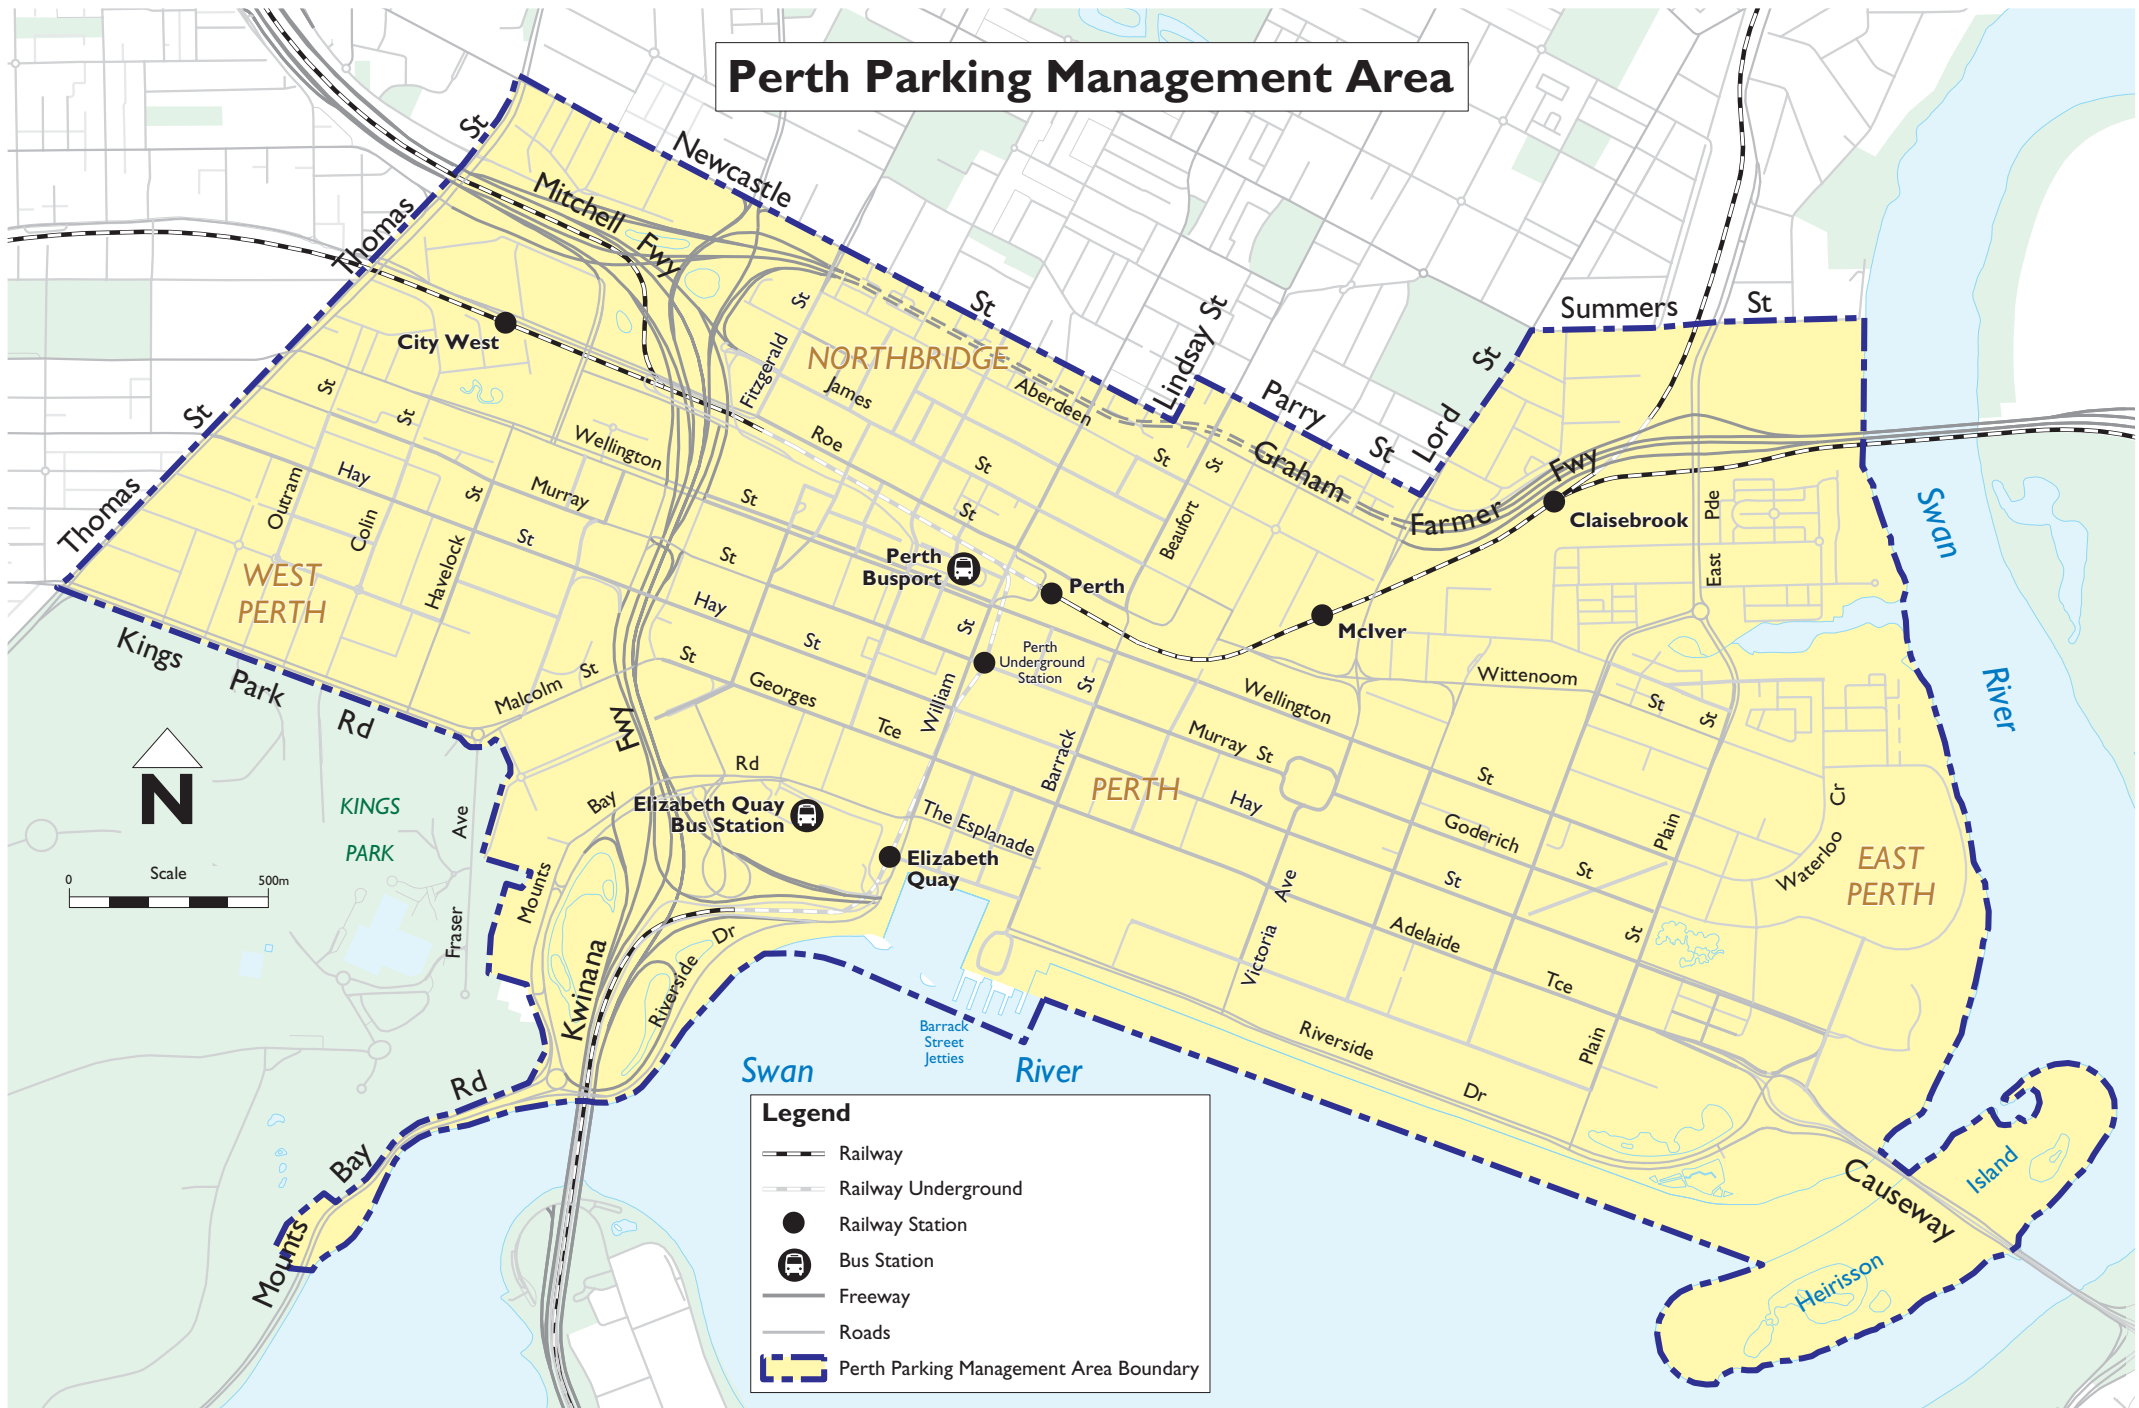 Perth Parking Management Area
Thomas St
Newcastle St
Mitchell Fwy
Lindsay St
Parry St
Lord St
Summers St
Thomas St
City West
NORTHBRIDGE
Fitzgerald St
James St
Aberdeen St
Roe St
Graham
Farmer Fwy
Claisebrook
Beaufort St
East Pde
Swan River
Outram St
Colin St
Havelock St
Hay St
Murray St
Wellington St
WEST
PERTH
Perth
Busport
Perth
McIver
Perth
Underground
Station
Hay St
Malcolm St
St Georges Tce
William St
Barrack St
Wellington St
Wittenoom St
Kings Park Rd
Fwy
N
Scale
0
500m
KINGS
PARK
Fraser Ave
Mounts Bay Rd
Elizabeth Quay
Bus Station
The Esplanade
Elizabeth
Quay
PERTH
Murray St
Hay St
Goderich St
Adelaide Tce
Victoria Ave
Plain St
Plain
Waterloo Cr
EAST
PERTH
Kwinana
Riverside Dr
Barrack
Street
Jetties
Riverside Dr
Swan River
Mounts Bay Rd
Causeway
Heirisson Island
Legend
Railway
Railway Underground
Railway Station
Bus Station
Freeway
Roads
Perth Parking Management Area Boundary